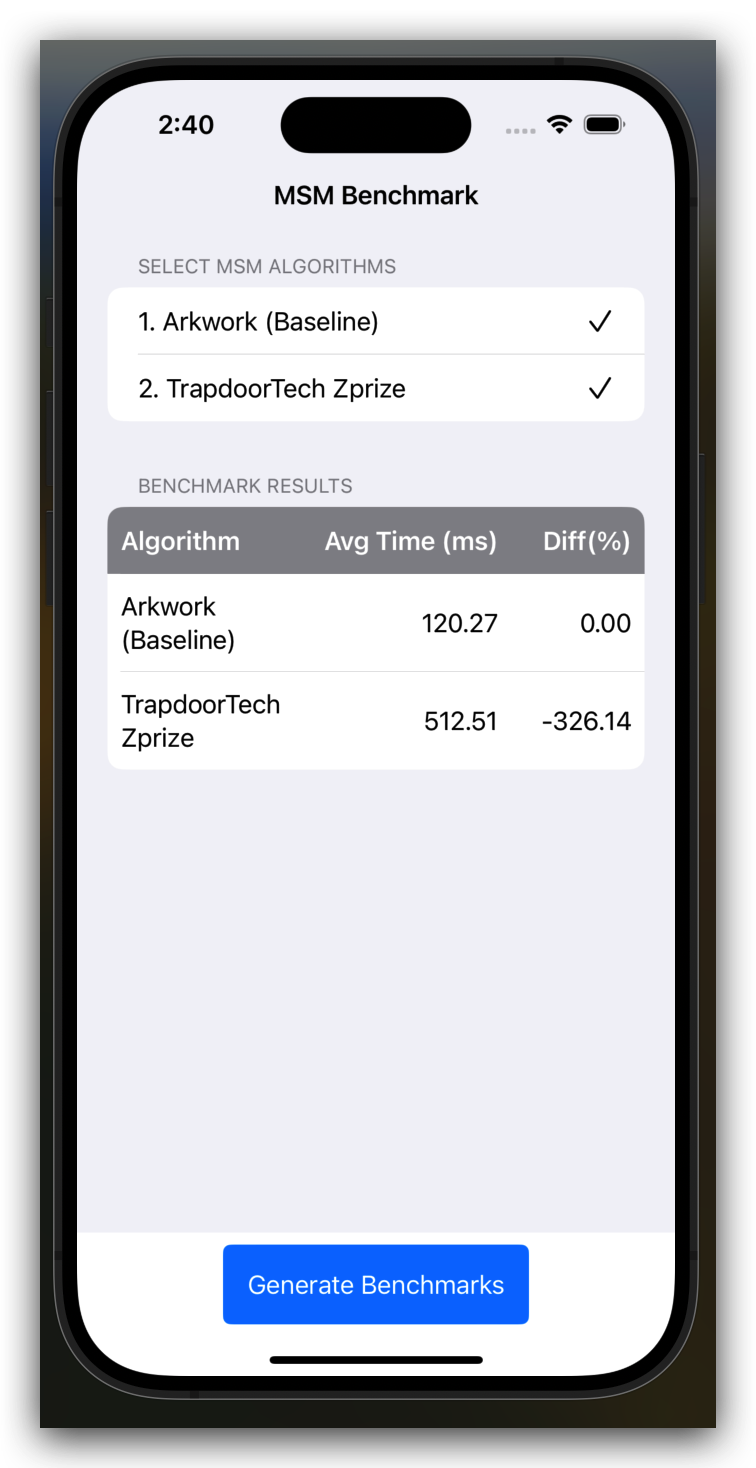 2:40
MSM Benchmark
SELECT MSM ALGORITHMS
1. Arkwork (Baseline)
2. TrapdoorTech Zprize
BENCHMARK RESULTS
Algorithm Avg Time (ms) Diff(%)
Arkwork
(Baseline) 120.27 0.00
TrapdoorTech
Zprize 512.51 -326.14
Generate Benchmarks